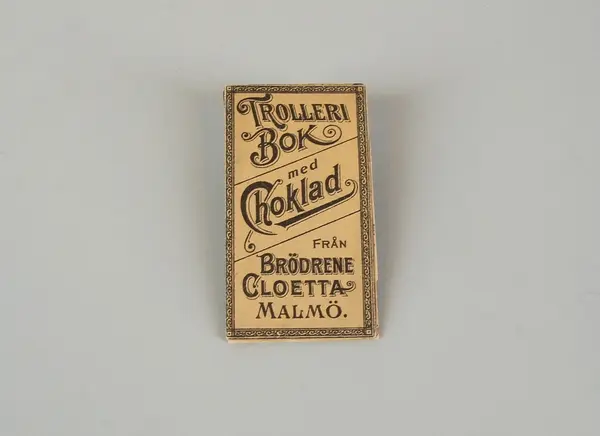 TROLLERI
BOK
med
Choklad
FRÅN
BRÖDRENE
CLOETTA
MALMÖ.